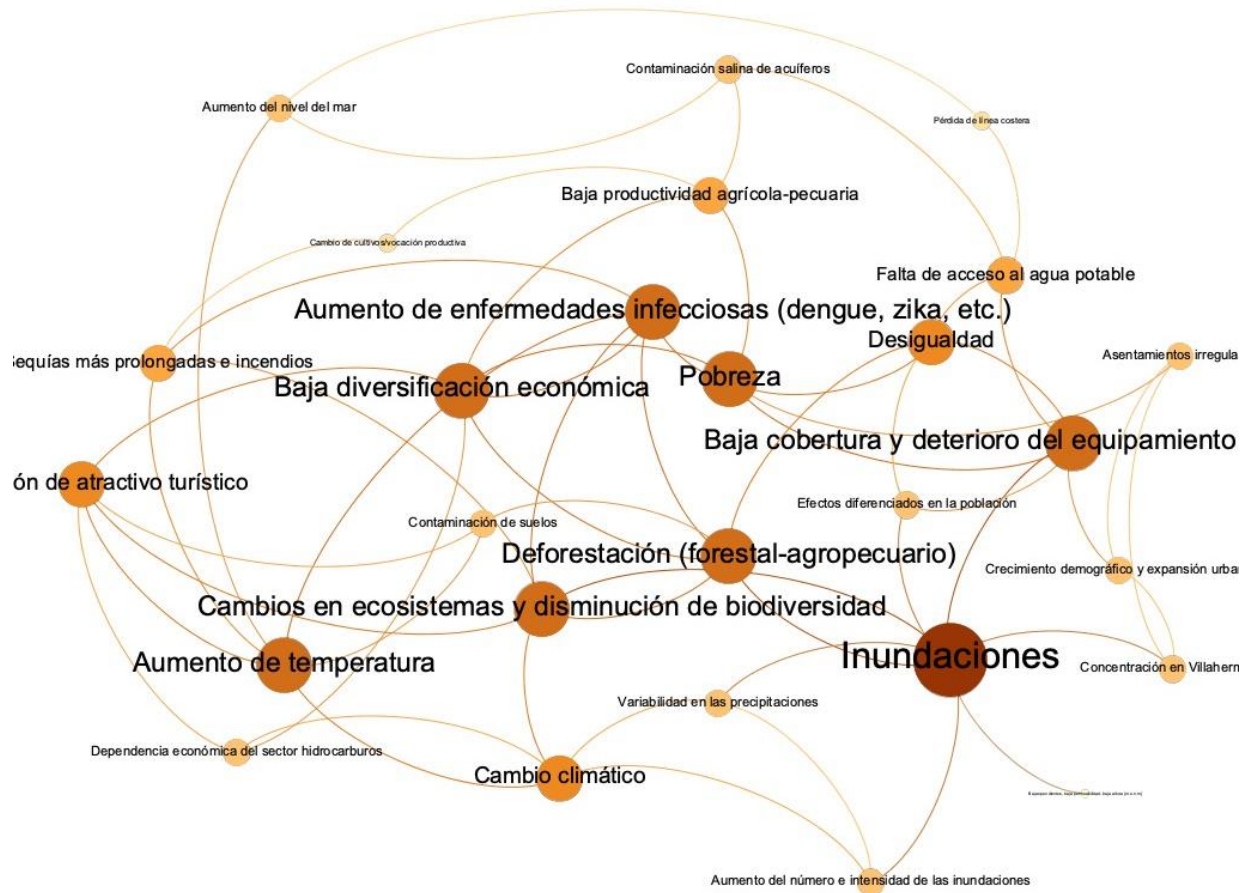 Contaminación salina de acuíferos
Aumento del nivel del mar
Pérdida de línea costera
Baja productividad agrícola-pecuaria
Cambio de cultivos/vocación productiva
Falta de acceso al agua potable
Aumento de enfermedades infecciosas (dengue, zika, etc.)
Desigualdad
Sequías más prolongadas e incendios
Asentamientos irregula
Pobreza
Baja diversificación económica
Baja cobertura y deterioro del equipamiento
ón de atractivo turístico
Efectos diferenciados en la población
Contaminación de suelos
Deforestación (forestal-agropecuario)
Crecimiento demográfico y expansión urban
Cambios en ecosistemas y disminución de biodiversidad
Inundaciones
Aumento de temperatura
Concentración en Villaherm
Variabilidad en las precipitaciones
Dependencia económica del sector hidrocarburos
Cambio climático
Aumento del número e intensidad de las inundaciones